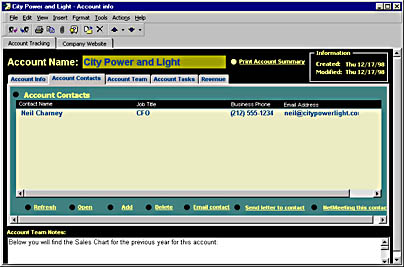 City Power and Light - Account info
File Edit View Insert Format Tools Actions Help
Account Tracking Company Website
Account Name: City Power and Light
Print Account Summary
Information
Created: Thu 12/17/98
Modified: Thu 12/17/98
Account Info Account Contacts Account Team Account Tasks Revenue
Account Contacts
Contact Name Job Title Business Phone Email Address
Neil Charney CFO (212) 555-1234 neil@citypowerlight.co
Refresh Open Add Delete Email contact Send letter to contact NetMeeting this contac
Account Team Notes:
Below you will find the Sales Chart for the previous year for this account: